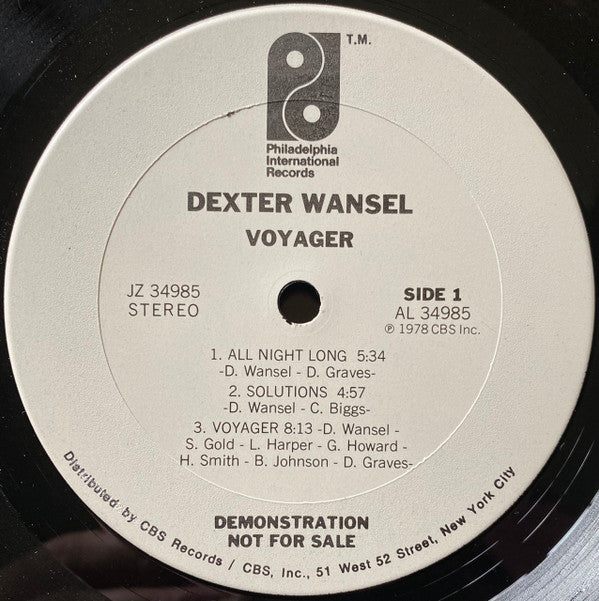 T.M.
Philadelphia
International
Records
DEXTER WANSEL
VOYAGER
JZ 34985
STEREO
SIDE 1
AL 34985
℗ 1978 CBS Inc.
1. ALL NIGHT LONG 5:34
-D. Wansel - D. Graves-
2. SOLUTIONS 4:57
-D. Wansel - C. Biggs-
3. VOYAGER 8:13 -D. Wansel -
S. Gold - L. Harper - G. Howard -
H. Smith - B. Johnson - D. Graves-
DEMONSTRATION
NOT FOR SALE
Distributed by CBS Records / CBS, Inc., 51 West 52 Street, New York City